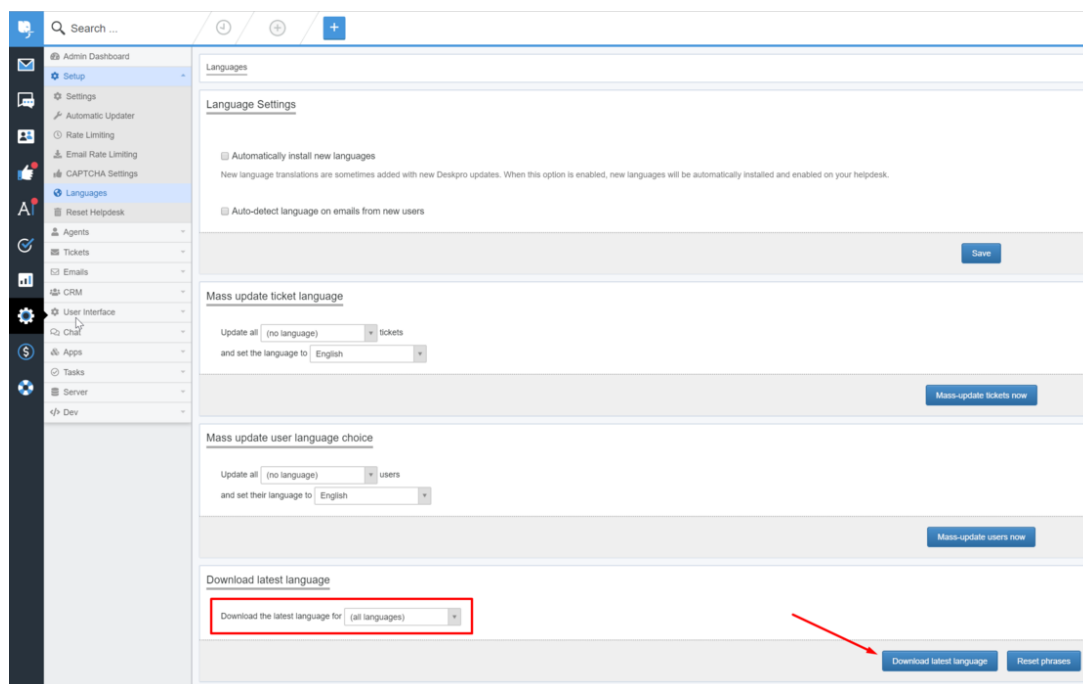 Search ...
Admin Dashboard
Setup
Settings
Automatic Updater
Rate Limiting
Email Rate Limiting
CAPTCHA Settings
Languages
Reset Helpdesk
Agents
Tickets
Emails
CRM
User Interface
Chat
Apps
Tasks
Server
</> Dev
Languages
Language Settings
Automatically install new languages
New language translations are sometimes added with new Deskpro updates. When this option is enabled, new languages will be automatically installed and enabled on your helpdesk.
Auto-detect language on emails from new users
Save
Mass update ticket language
Update all (no language) tickets
and set the language to English
Mass-update tickets now
Mass update user language choice
Update all (no language) users
and set their language to English
Mass-update users now
Download latest language
Download the latest language for (all languages)
Download latest language Reset phrases